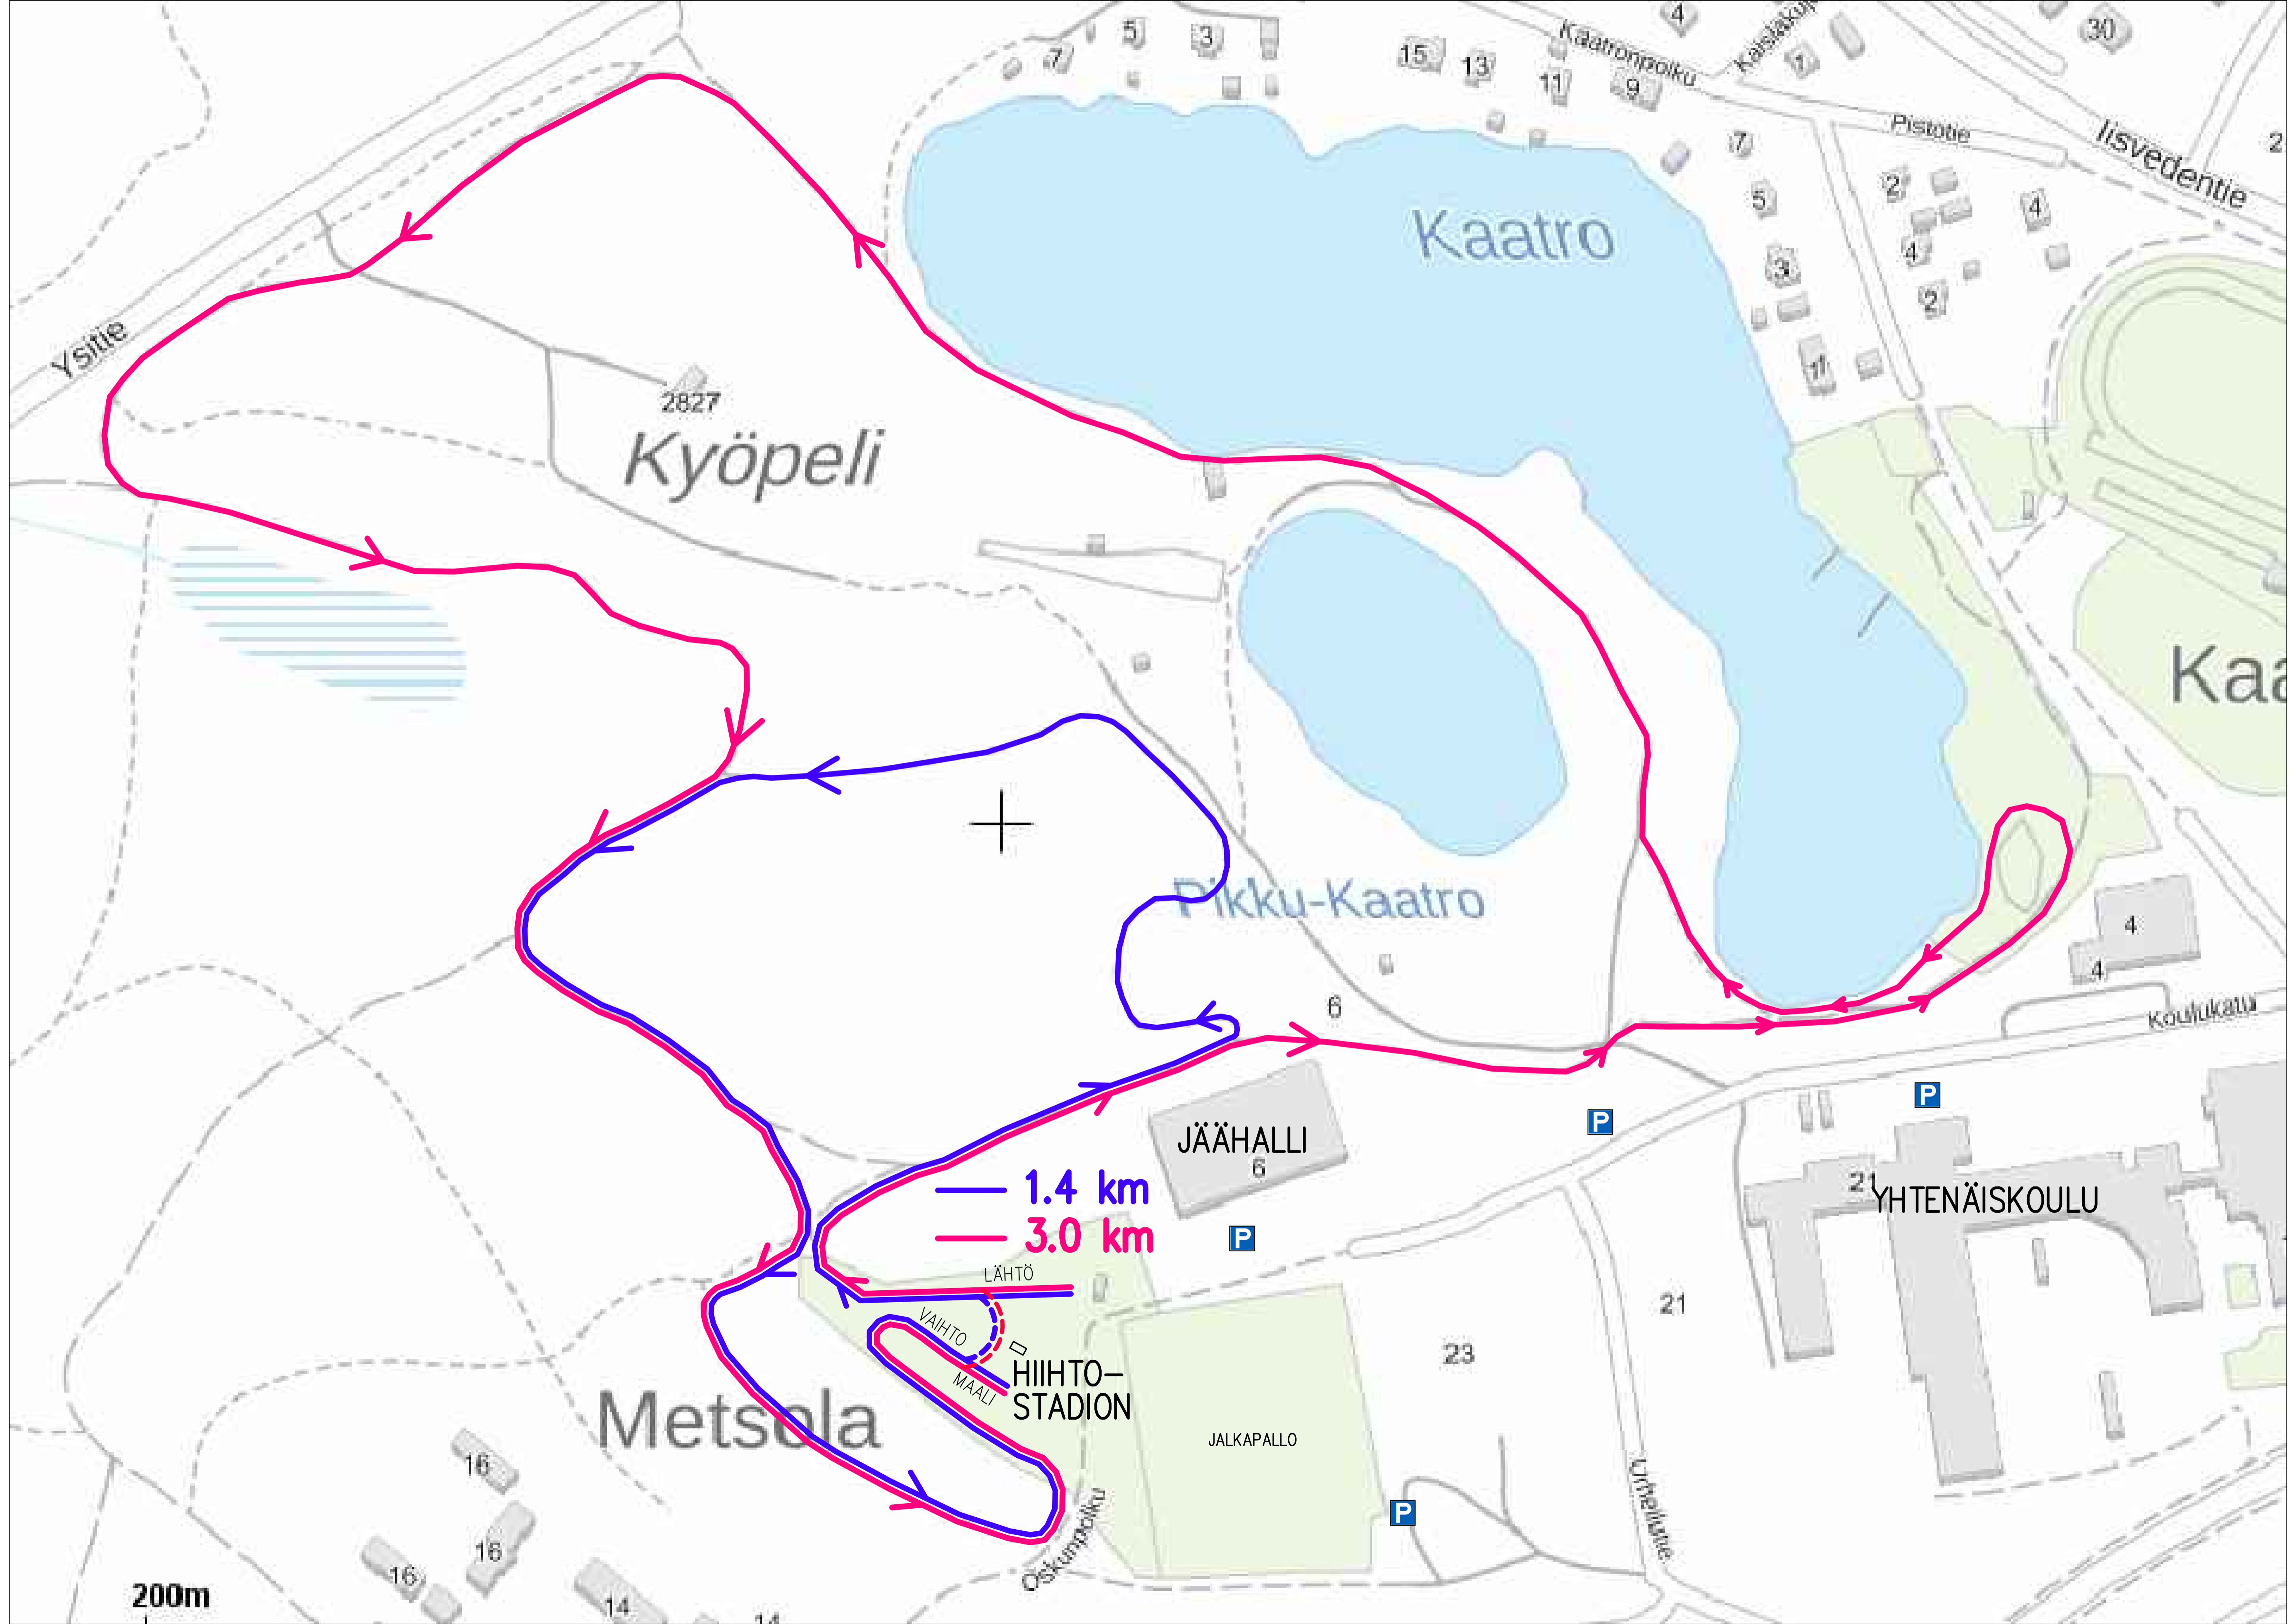 4
30
5
3
7
Kaatronpolku
15
13
11
9
1
Pistotie
Iisvedentie
2
7
5
2
4
4
3
2
Kaatro
Ysitie
2827
Kyöpeli
Kaa
Pikku-Kaatro
6
4
4
Koulukatu
P
P
JÄÄHALLI
6
1.4 km
3.0 km
P
21
YHTENÄISKOULU
LÄHTÖ
VAIHTO
MAALI
HIIHTO-
STADION
21
23
Metsola
JALKAPALLO
P
16
16
16
14
14
Oskunpolku
200m